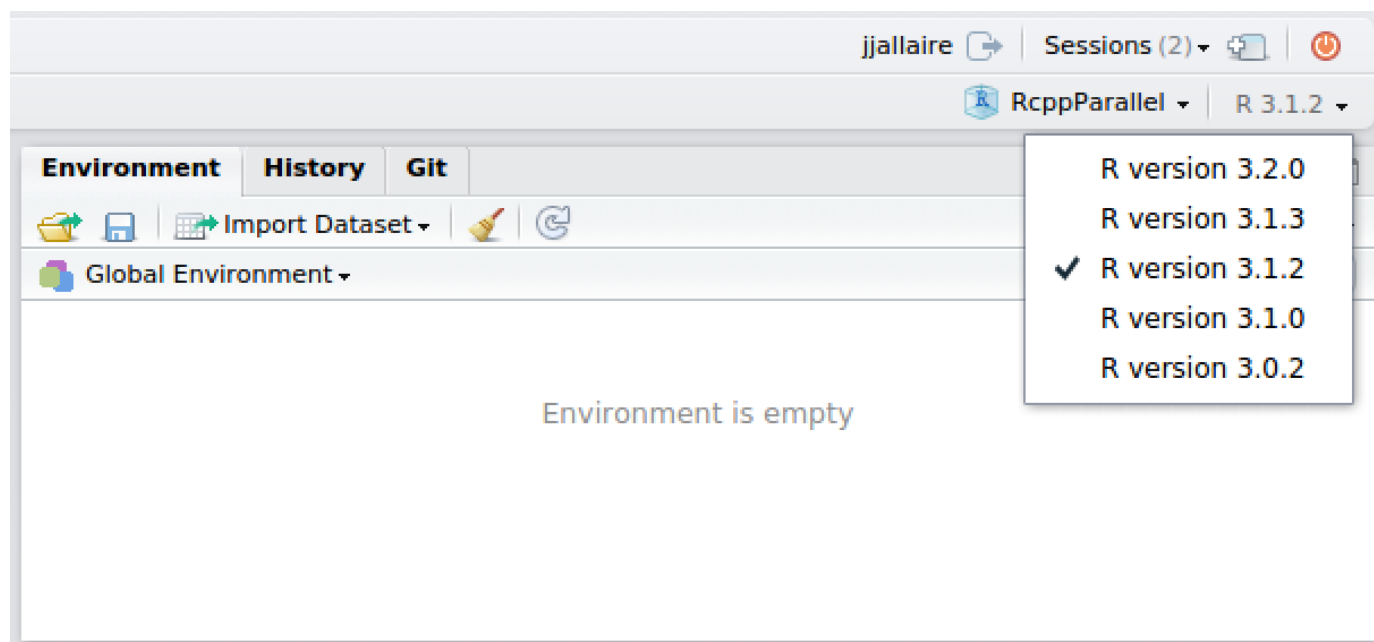 jjallaire Sessions (2)
RcppParallel R 3.1.2
Environment History Git
Import Dataset
Global Environment
R version 3.2.0
R version 3.1.3
R version 3.1.2
R version 3.1.0
R version 3.0.2
Environment is empty